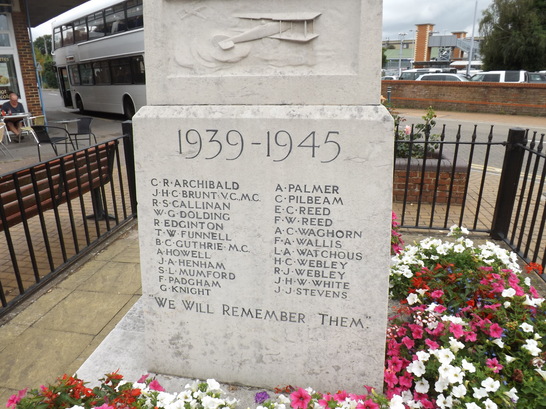 1939-1945
C·R·ARCHIBALD
J·H·C·BRUNT·V.C.·M.C.
R·S·CALLINAN
W·G·DOLDING
R·EDGINTON
T·W·FUNNELL
B·C·GUTHRIE·M.C.
A·HOWELL
J·A·HENHAM
S·L·MUMFORD
F·PADGHAM
G·KNIGHT
A·PALMER
C·PILBEAM
E·C·REED
F·W·REED
A·C·WAGHORN
F·A·WALLIS
L·A·WATCHOUS
H·C·WEBLEY
R·J·WEBLEY
J·H·W·WHITE
J·J·STEVENS
"WE WILL REMEMBER THEM."